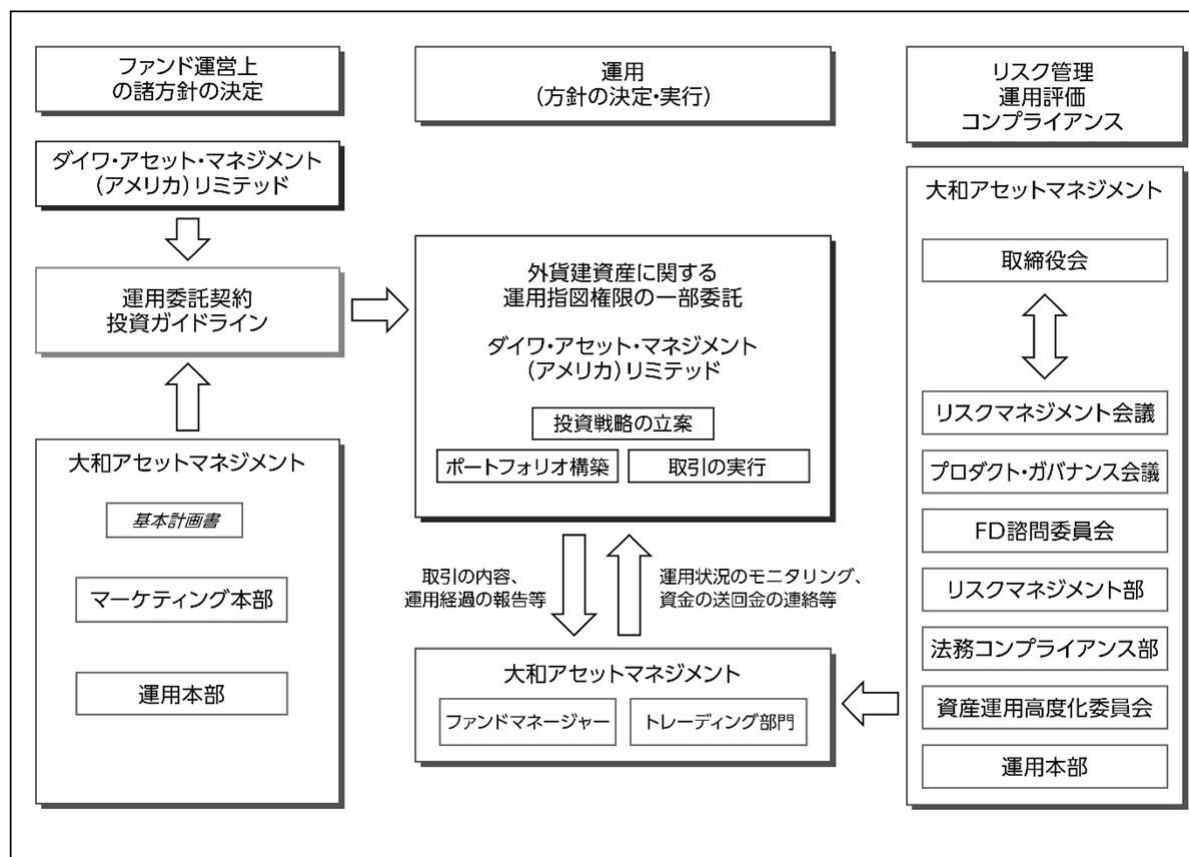 ファンド運営上
の諸方針の決定
ダイワ・アセット・マネジメント
(アメリカ)リミテッド
運用委託契約
投資ガイドライン
大和アセットマネジメント
基本計画書
マーケティング本部
運用本部
運用
(方針の決定・実行)
外貨建資産に関する
運用指図権限の一部委託
ダイワ・アセット・マネジメント
(アメリカ)リミテッド
投資戦略の立案
ポートフォリオ構築
取引の実行
取引の内容、
運用経過の報告等
運用状況のモニタリング、
資金の送回金の連絡等
大和アセットマネジメント
ファンドマネージャー
トレーディング部門
リスク管理
運用評価
コンプライアンス
大和アセットマネジメント
取締役会
リスクマネジメント会議
プロダクト・ガバナンス会議
FD諮問委員会
リスクマネジメント部
法務コンプライアンス部
資産運用高度化委員会
運用本部